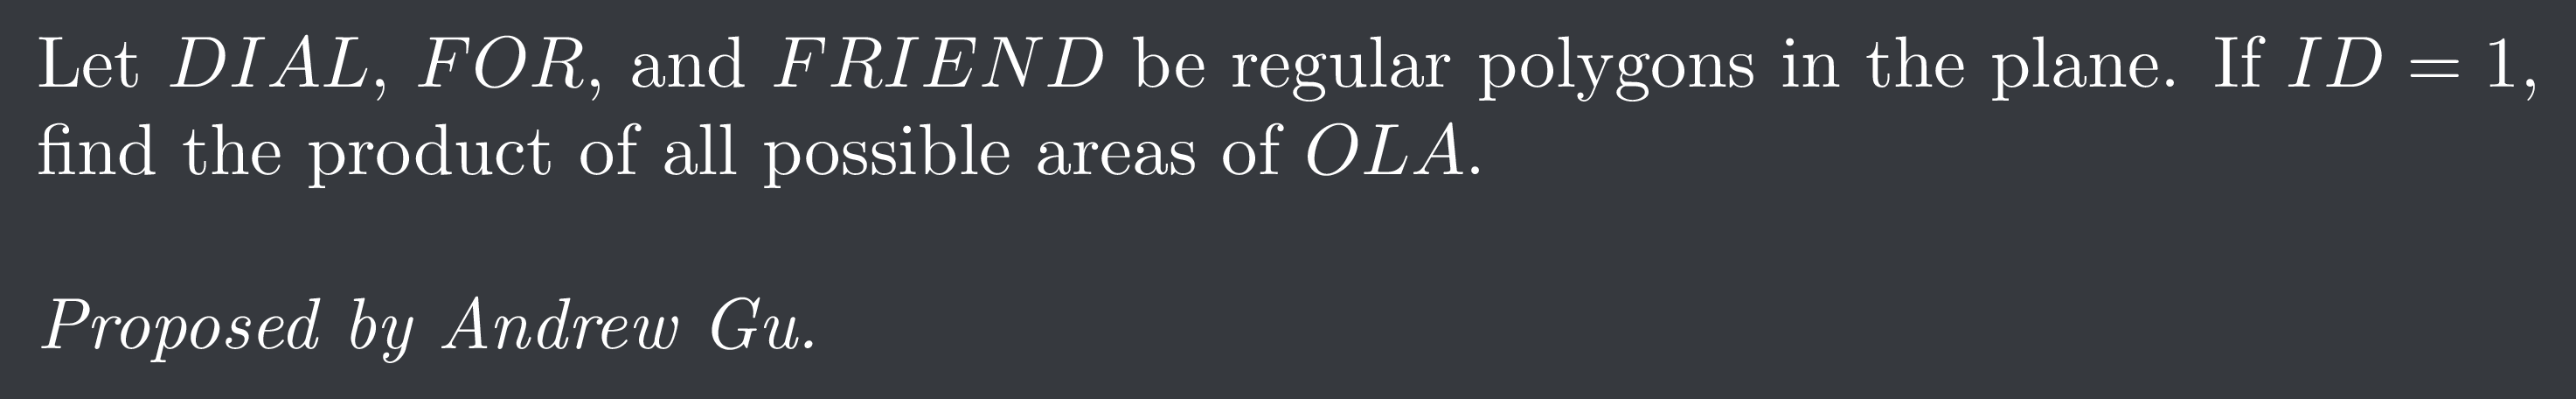 Let DIAL, FOR, and FRIEND be regular polygons in the plane. If ID = 1,
find the product of all possible areas of OLA.
Proposed by Andrew Gu.